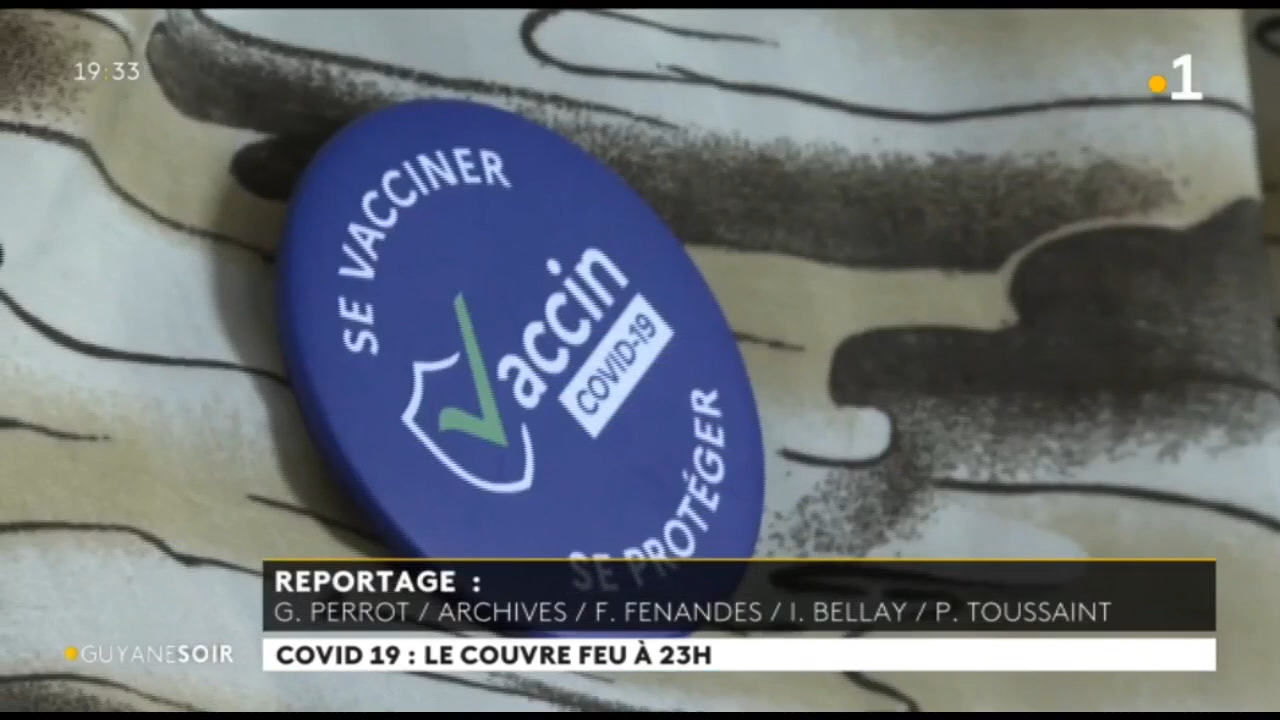 19:33
1
SE VACCINER
Vaccin
COVID-19
SE PROTÉGER
REPORTAGE :
G. PERROT / ARCHIVES / F. FENANDES / I. BELLAY / P. TOUSSAINT
GUYANESOIR
COVID 19 : LE COUVRE FEU À 23H